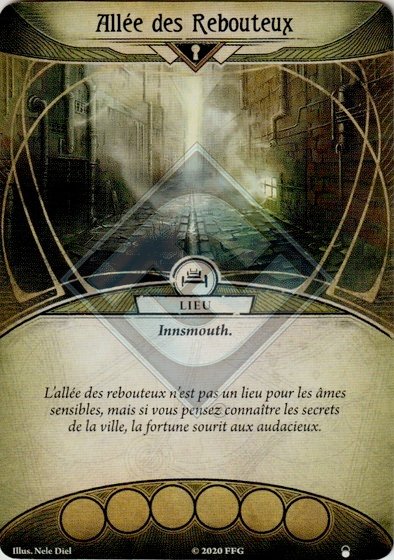 Allée des Rebouteux
LIEU
Innsmouth.
L'allée des rebouteux n'est pas un lieu pour les âmes
sensibles, mais si vous pensez connaître les secrets
de la ville, la fortune sourit aux audacieux.
Illus. Nele Diel
© 2020 FFG